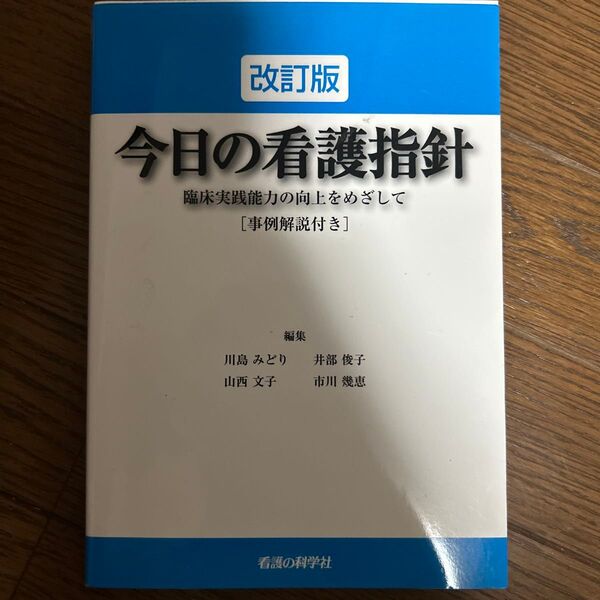 改訂版
今日の看護指針
臨床実践能力の向上をめざして
[事例解説付き]
編集
川島 みどり 井部 俊子
山西 文子 市川 幾恵
看護の科学社